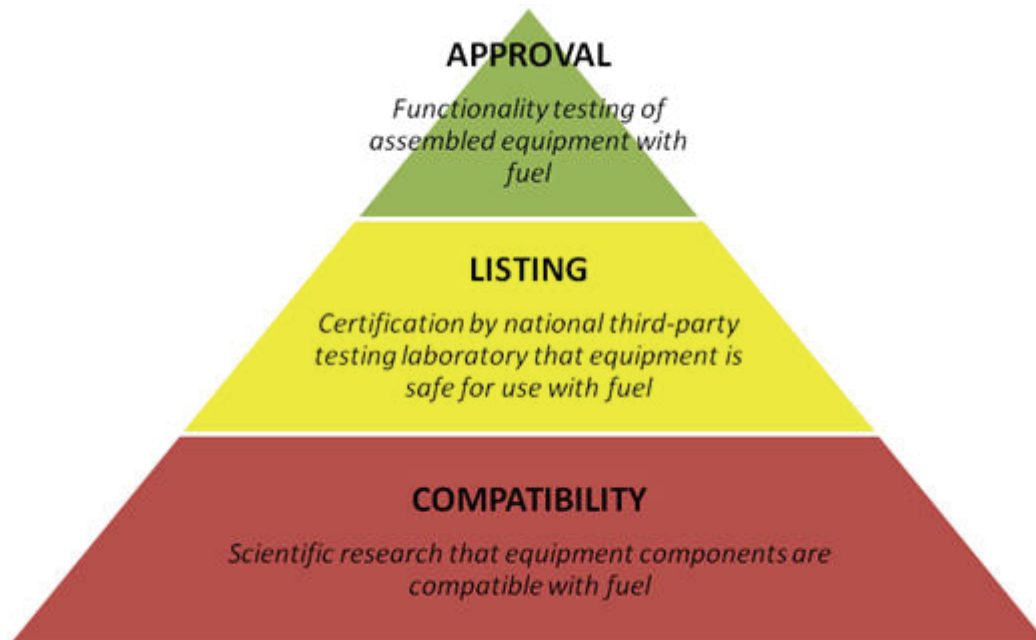 APPROVAL
Functionality testing of
assembled equipment with
fuel
LISTING
Certification by national third-party
testing laboratory that equipment is
safe for use with fuel
COMPATIBILITY
Scientific research that equipment components are
compatible with fuel